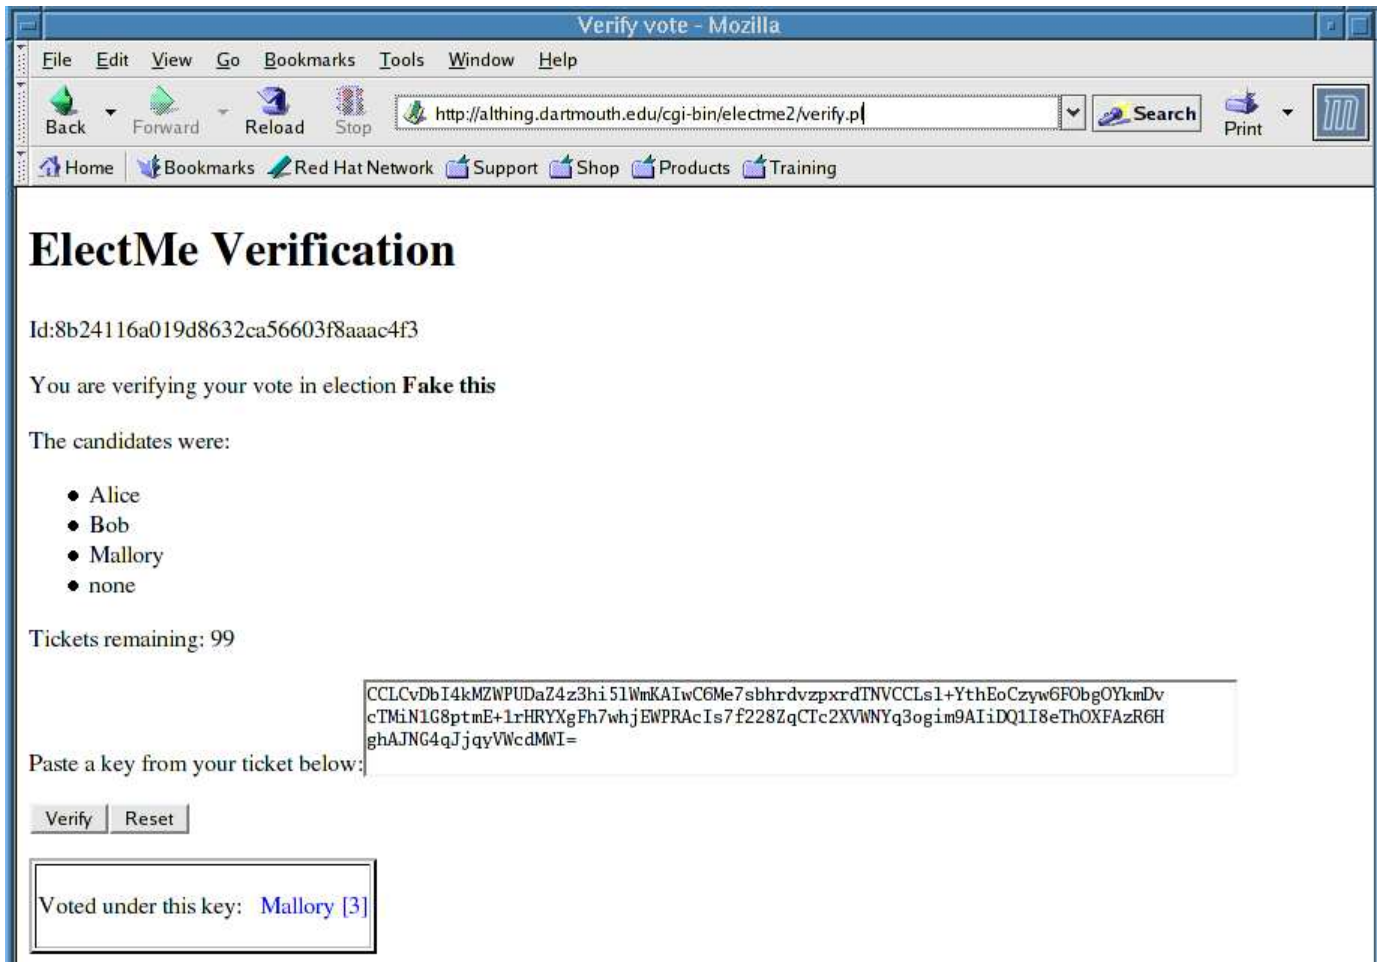 Verify vote - Mozilla
File Edit View Go Bookmarks Tools Window Help
Back Forward Reload Stop http://althing.dartmouth.edu/cgi-bin/electme2/verify.pl Search Print
Home Bookmarks Red Hat Network Support Shop Products Training
ElectMe Verification
Id:8b24116a019d8632ca56603f8aaac4f3
You are verifying your vote in election Fake this
The candidates were:
Alice
Bob
Mallory
none
Tickets remaining: 99
CCLCvDbI4kMZWPUDaZ4z3hi5lWmKAIwC6Me7sbhrdvzpxrdTNVCCLsl+YthEoCzyw6FObgOYkmDv
cTMiN1G8ptmE+1rHRYXgFh7whjEWPRAcIs7f228ZqCTc2XVWNYq3ogim9AIiDQ1I8eThOXFAzR6H
ghAJNG4qJjqyVWcdMWI=
Paste a key from your ticket below:
Verify Reset
Voted under this key: Mallory [3]